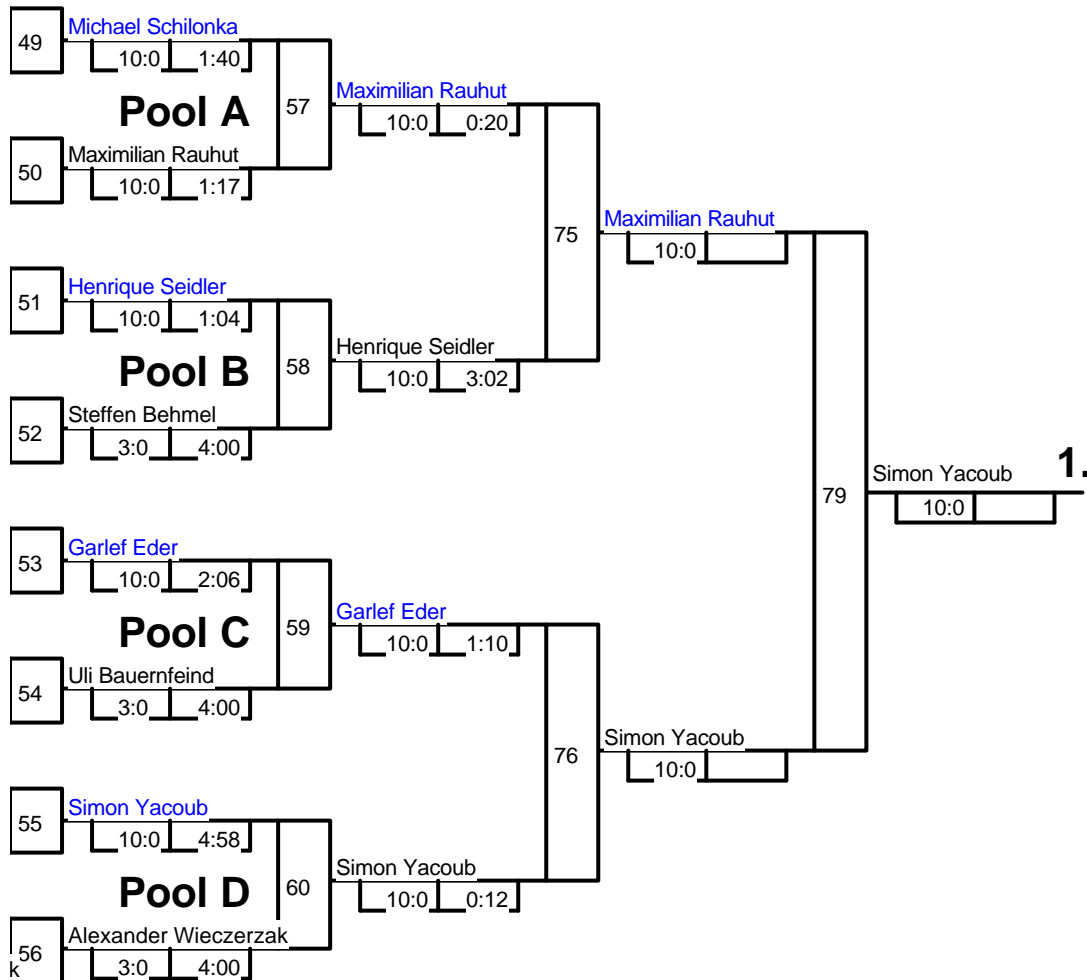 49 Michael Schilonka
10:0 1:40
Pool A 57 Maximilian Rauhut
10:0 0:20
50 Maximilian Rauhut
10:0 1:17
75 Maximilian Rauhut
10:0
51 Henrique Seidler
10:0 1:04
Pool B 58 Henrique Seidler
10:0 3:02
52 Steffen Behmel
3:0 4:00
79 Simon Yacoub 1.
10:0
53 Garlef Eder
10:0 2:06
Pool C 59 Garlef Eder
10:0 1:10
54 Uli Bauernfeind
3:0 4:00
76 Simon Yacoub
10:0
55 Simon Yacoub
10:0 4:58
Pool D 60 Simon Yacoub
10:0 0:12
56 Alexander Wieczerzak
k 3:0 4:00